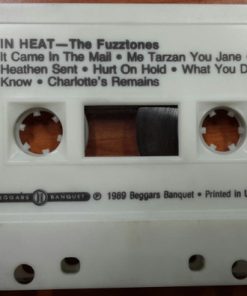 IN HEAT—The Fuzztones
It Came In The Mail • Me Tarzan You Jane •
Heathen Sent • Hurt On Hold • What You D
Know • Charlotte's Remains
BEGGARS BANQUET ℗ 1989 Beggars Banquet • Printed in U